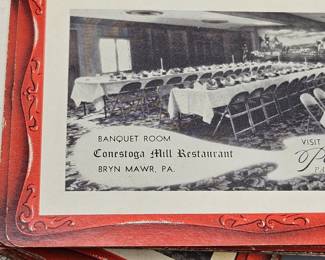 BANQUET ROOM
Conestoga Mill Restaurant
BRYN MAWR, PA.
VISIT